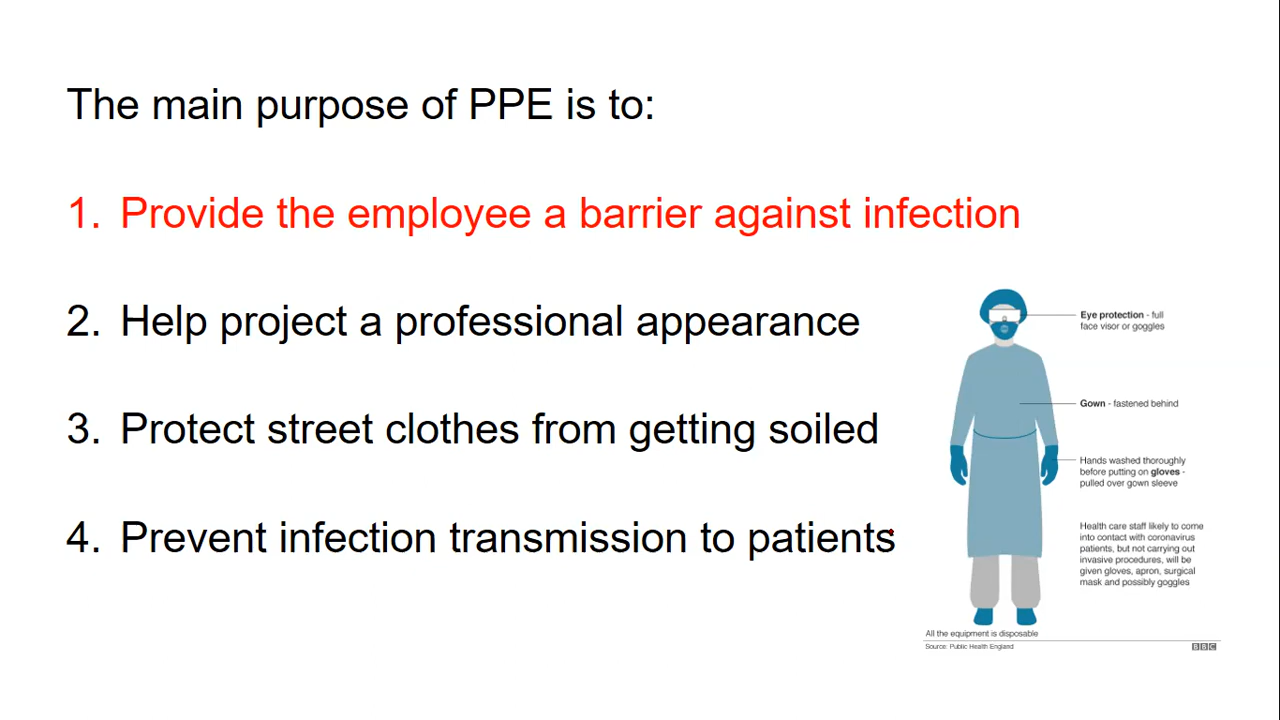 The main purpose of PPE is to:
1. Provide the employee a barrier against infection
2. Help project a professional appearance
3. Protect street clothes from getting soiled
4. Prevent infection transmission to patients
Eye protection - full
face visor or goggles
Gown - fastened behind
Hands washed thoroughly
before putting on gloves -
pulled over gown sleeve
Health care staff likely to come
into contact with coronavirus
patients, but not carrying out
invasive procedures, will be
given gloves, apron, surgical
mask and possibly goggles
All the equipment is disposable
Source: Public Health England
BBC